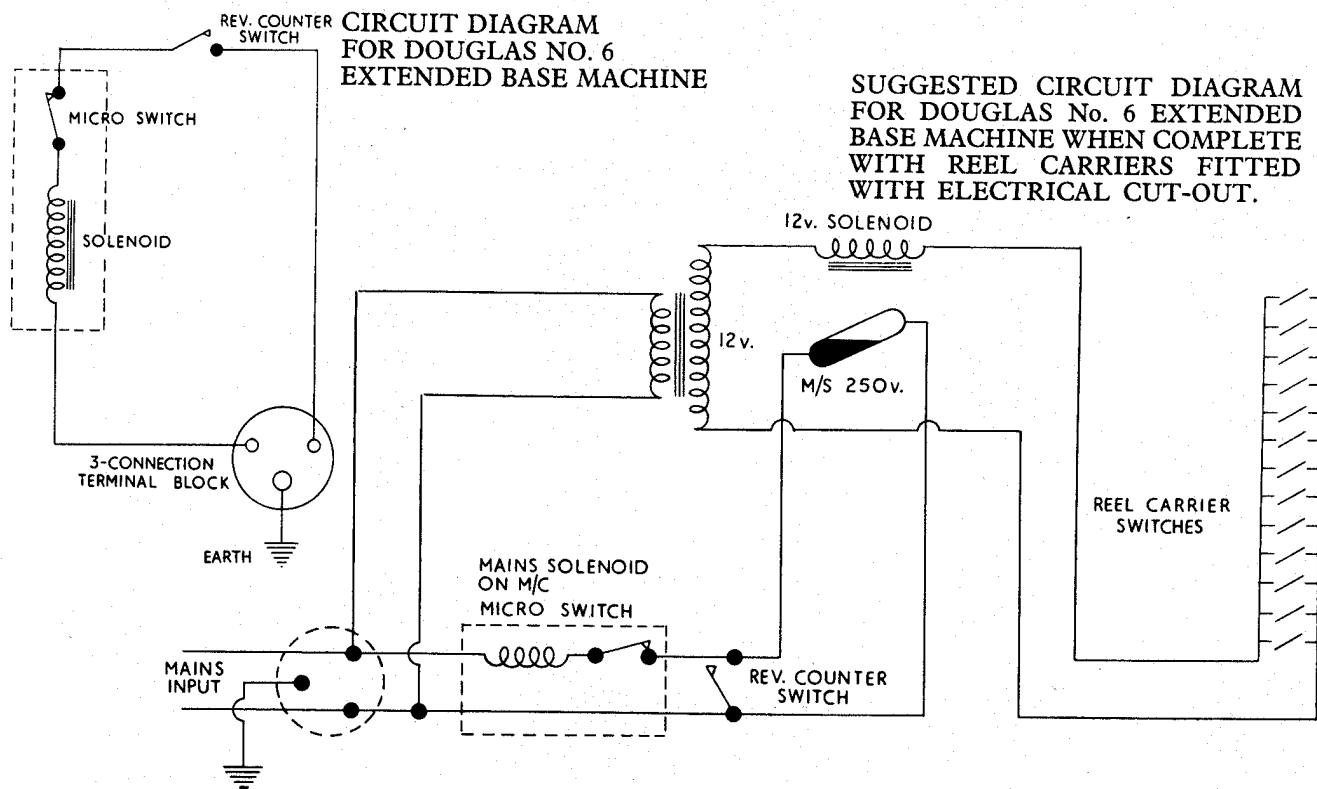 REV. COUNTER
SWITCH
CIRCUIT DIAGRAM
FOR DOUGLAS NO. 6
EXTENDED BASE MACHINE
MICRO SWITCH
SOLENOID
3-CONNECTION
TERMINAL BLOCK
EARTH
SUGGESTED CIRCUIT DIAGRAM
FOR DOUGLAS No. 6 EXTENDED
BASE MACHINE WHEN COMPLETE
WITH REEL CARRIERS FITTED
WITH ELECTRICAL CUT-OUT.
12v. SOLENOID
12v.
M/S 250v.
REEL CARRIER
SWITCHES
MAINS SOLENOID
ON M/C
MICRO SWITCH
MAINS
INPUT
REV. COUNTER
SWITCH